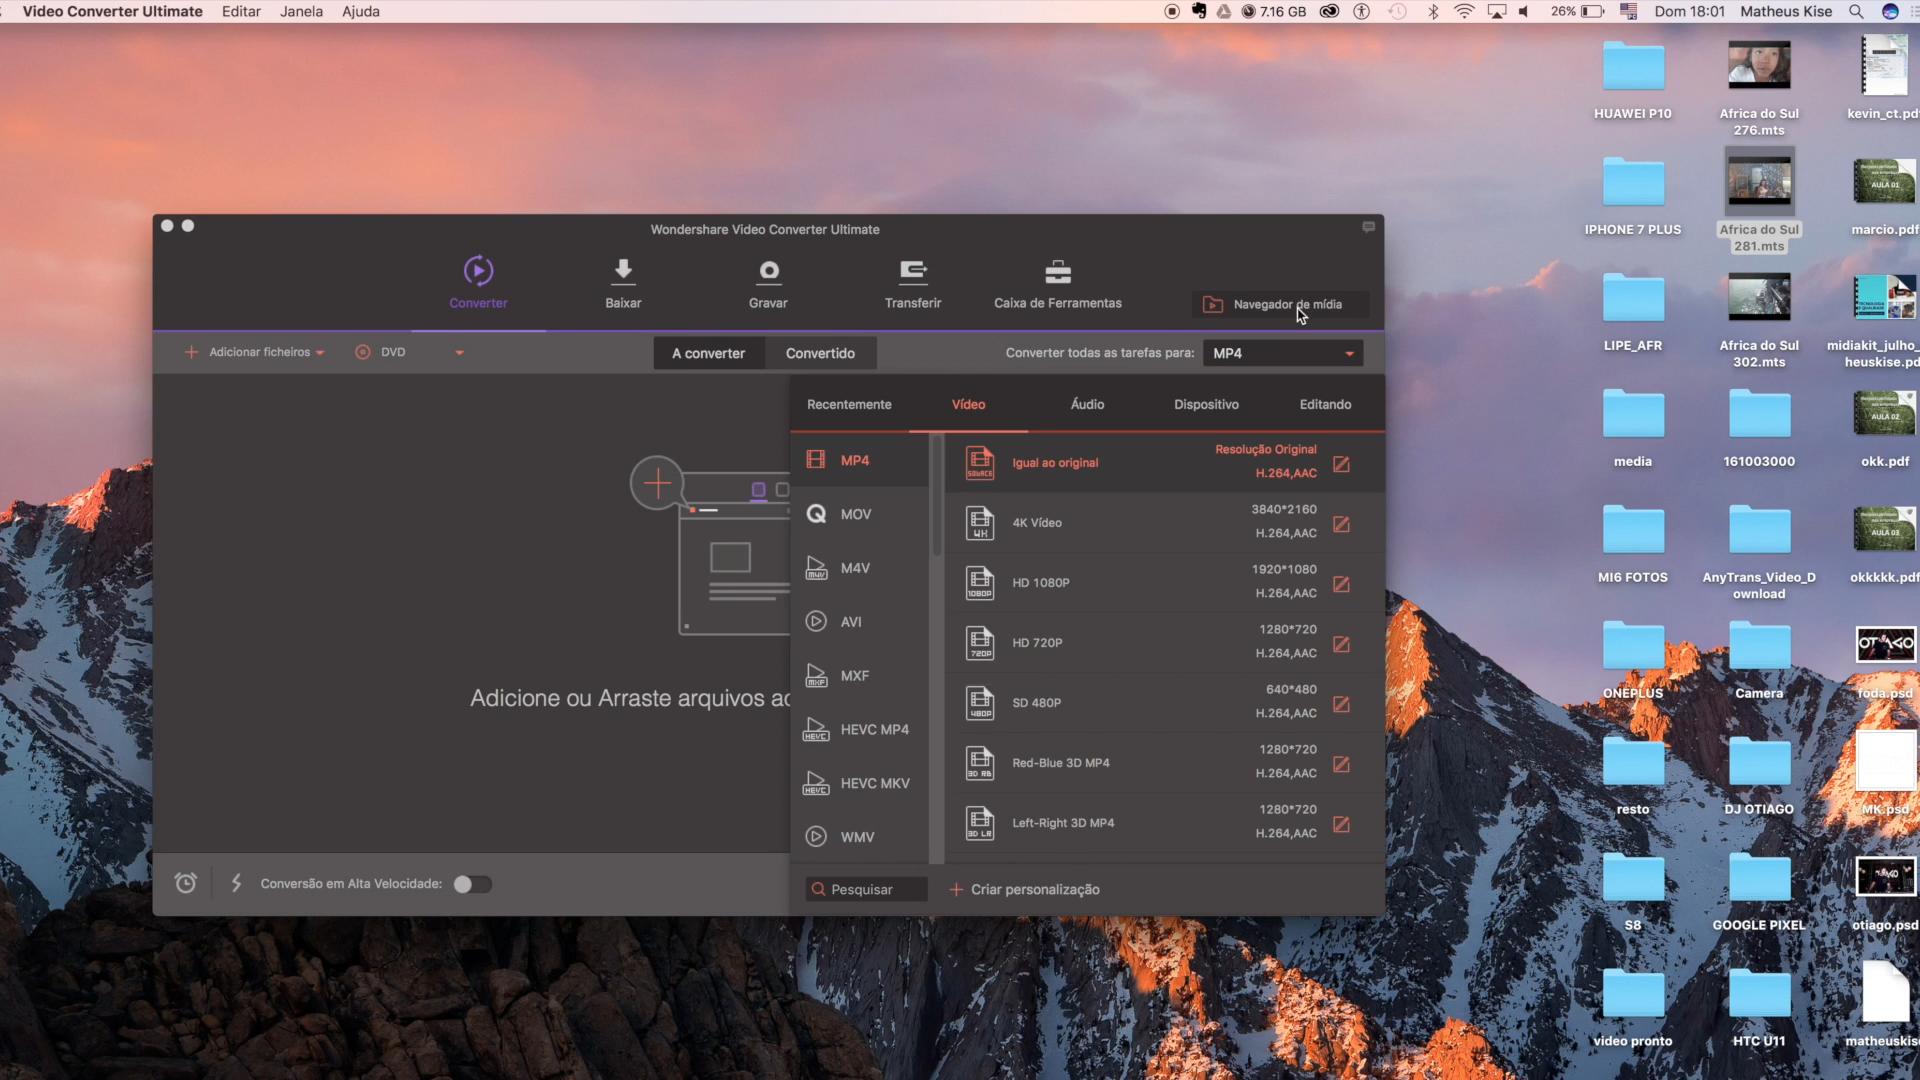 Video Converter Ultimate Editar Janela Ajuda
7.16 GB 26% Dom 18:01 Matheus Kise
Wondershare Video Converter Ultimate
Converter Baixar Gravar Transferir Caixa de Ferramentas
Navegador de mídia
Adicionar ficheiros DVD A converter Convertido Converter todas as tarefas para: MP4
Recentemente Vídeo Áudio Dispositivo Editando
MP4
MOV
M4V
AVI
MXF
HEVC MP4
HEVC MKV
WMV
Igual ao original Resolução Original
H.264,AAC
4K Vídeo 3840*2160
H.264,AAC
HD 1080P 1920*1080
H.264,AAC
HD 720P 1280*720
H.264,AAC
SD 480P 640*480
H.264,AAC
Red-Blue 3D MP4 1280*720
H.264,AAC
Left-Right 3D MP4 1280*720
H.264,AAC
Adicione ou Arraste arquivos
Conversão em Alta Velocidade:
Pesquisar Criar personalização
HUAWEI P10
Africa do Sul
276.mts
kevin_ct.pdf
IPHONE 7 PLUS
Africa do Sul
281.mts
AULA 01
marcio.pdf
LIPE_AFR
Africa do Sul
302.mts
midiakit_julho_
heuskise.pd
media
161003000
AULA 02
okk.pdf
MI6 FOTOS
AnyTrans_Video_D
ownload
AULA 03
okkkkk.pdf
ONEPLUS
Camera
OTIAGO
foda.psd
resto
DJ OTIAGO
MK.psd
S8
GOOGLE PIXEL
otiago.psd
video pronto
HTC U11
matheuskise